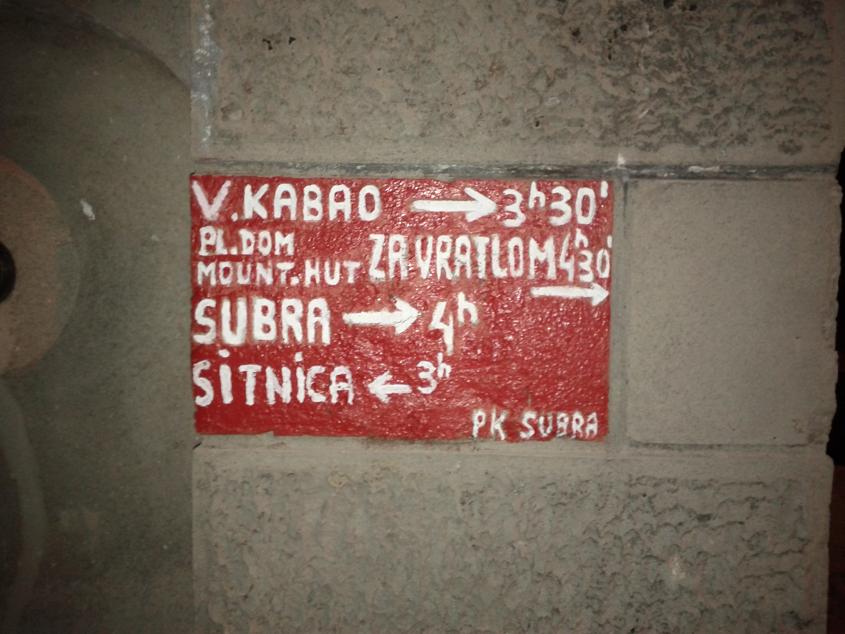 V.KABAO → 3h30'
PL.DOM
MOUNT.HUT ZA VRATLOM 4h30'
→
SUBRA → 4h
SITNICA ← 3h
PK SUBRA